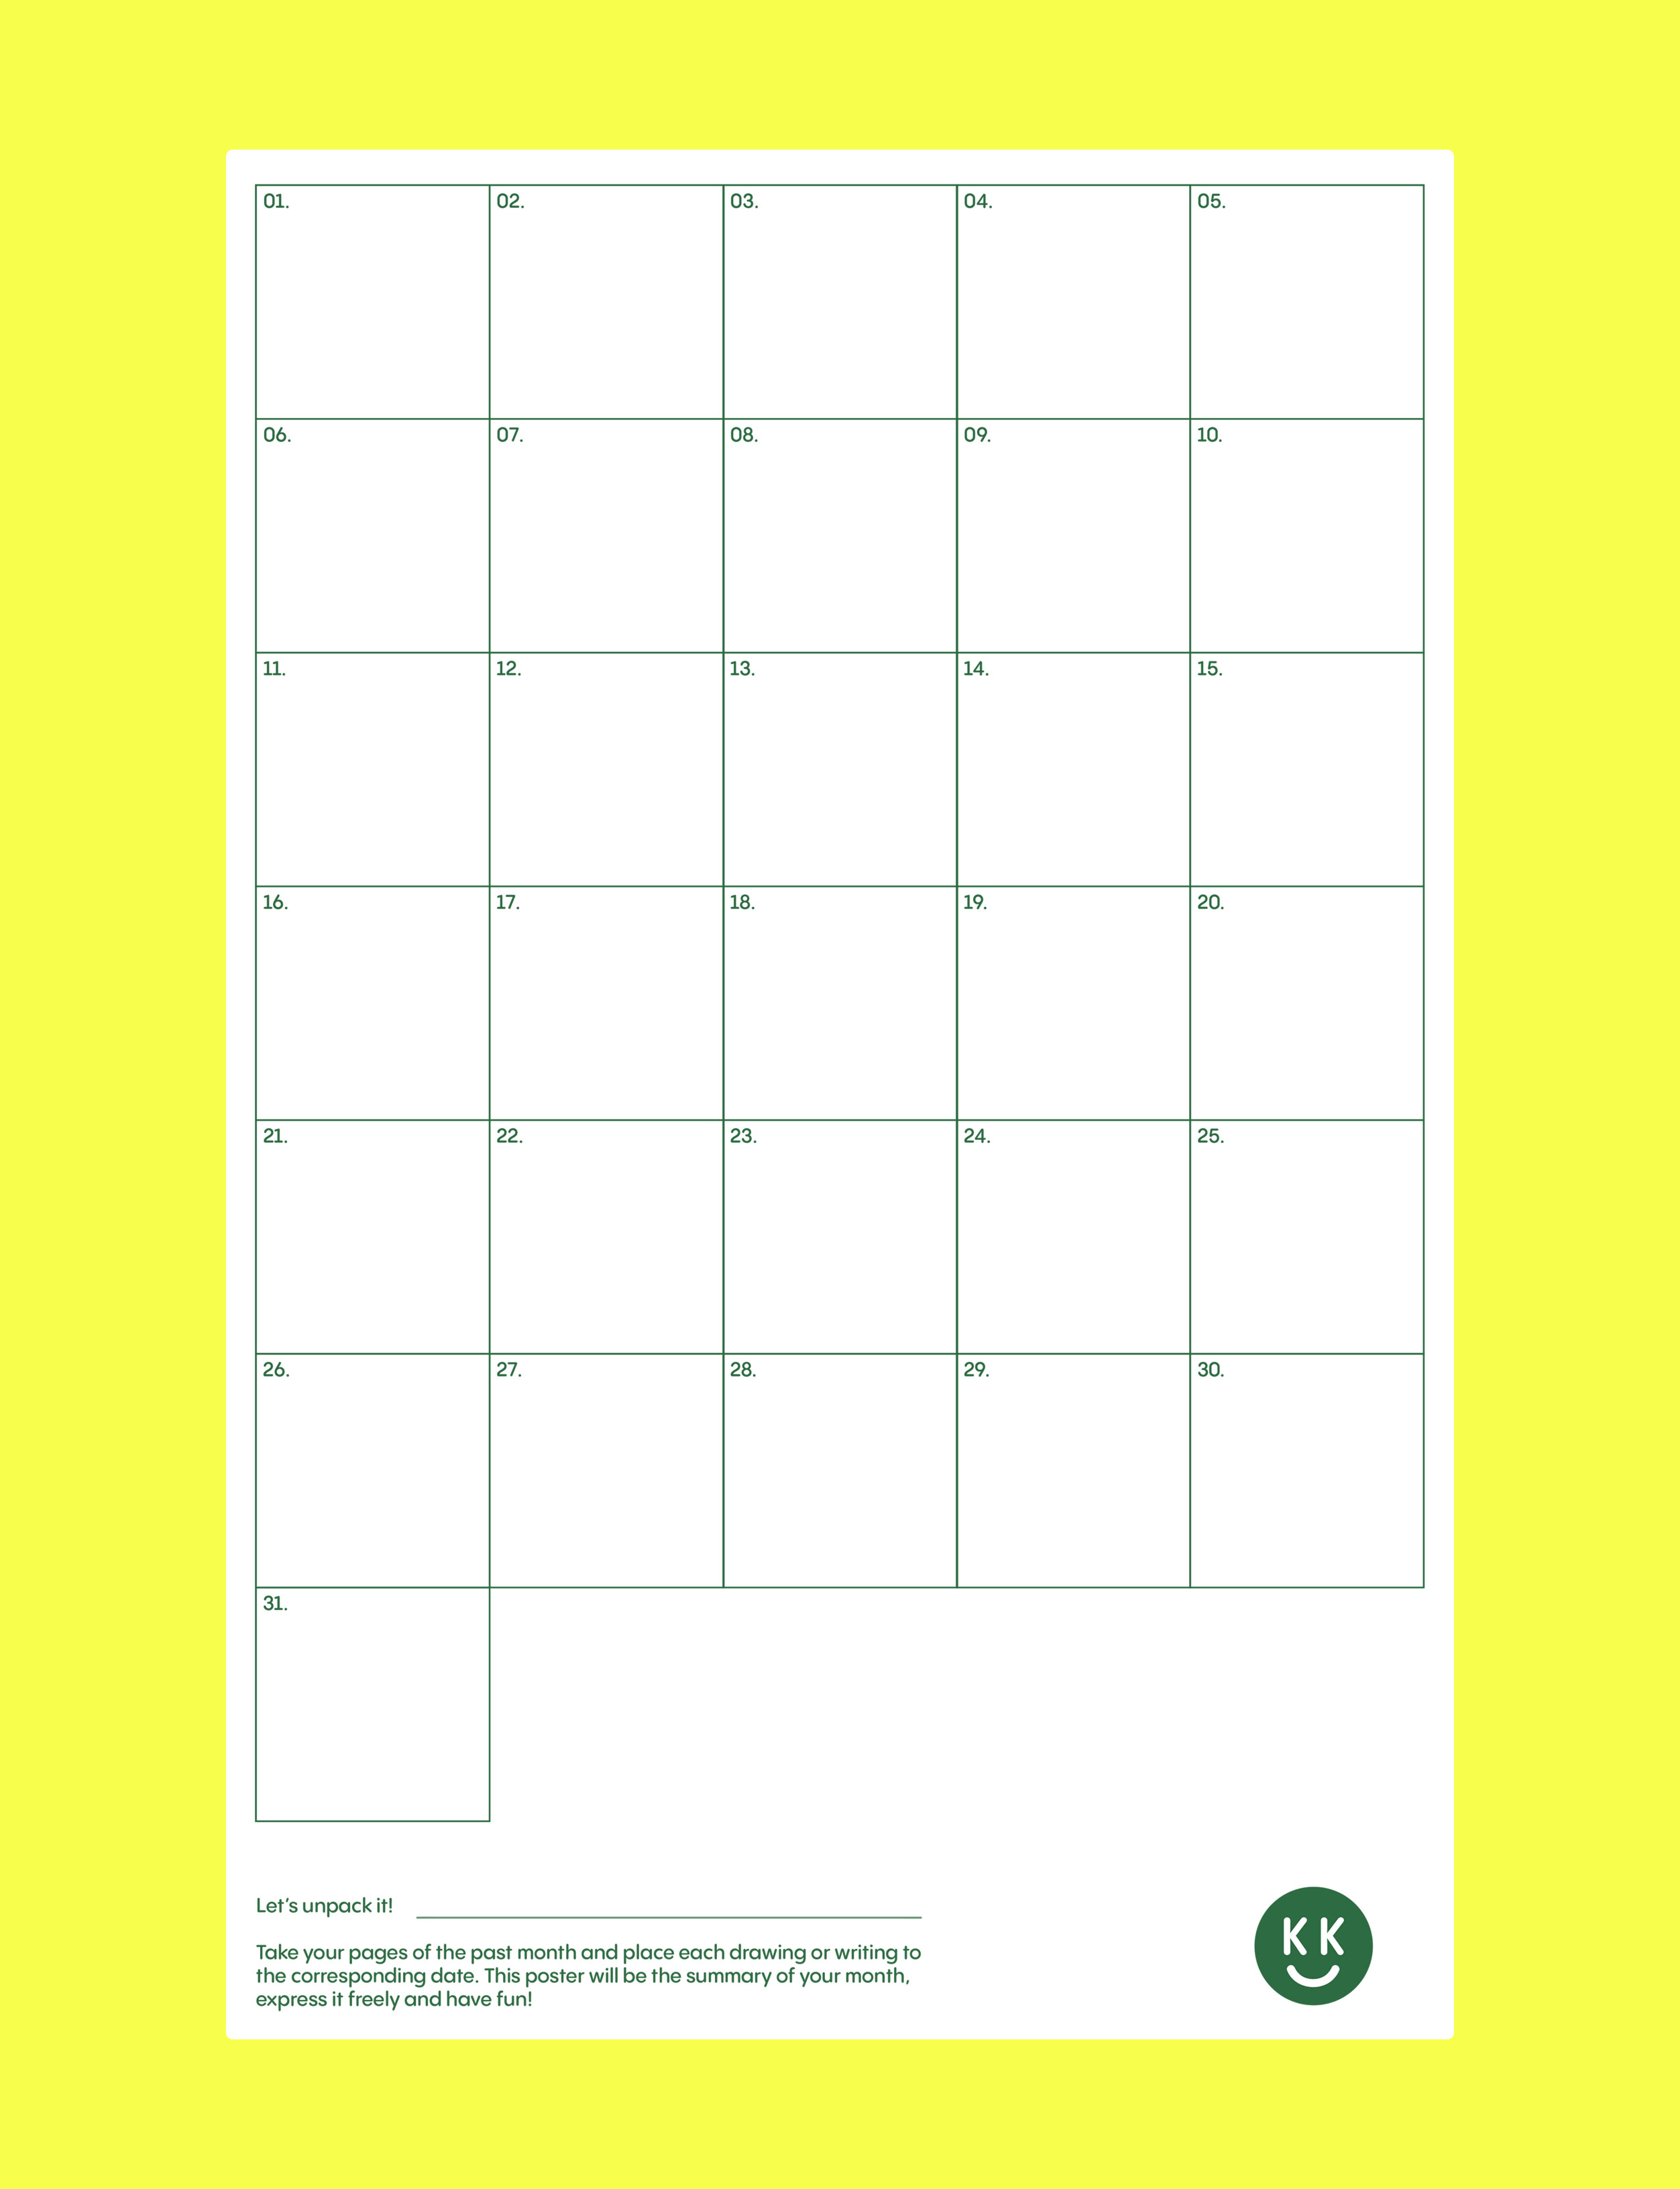 01. 02. 03. 04. 05.
06. 07. 08. 09. 10.
11. 12. 13. 14. 15.
16. 17. 18. 19. 20.
21. 22. 23. 24. 25.
26. 27. 28. 29. 30.
31.
Let’s unpack it!
Take your pages of the past month and place each drawing or writing to
the corresponding date. This poster will be the summary of your month,
express it freely and have fun!
KK